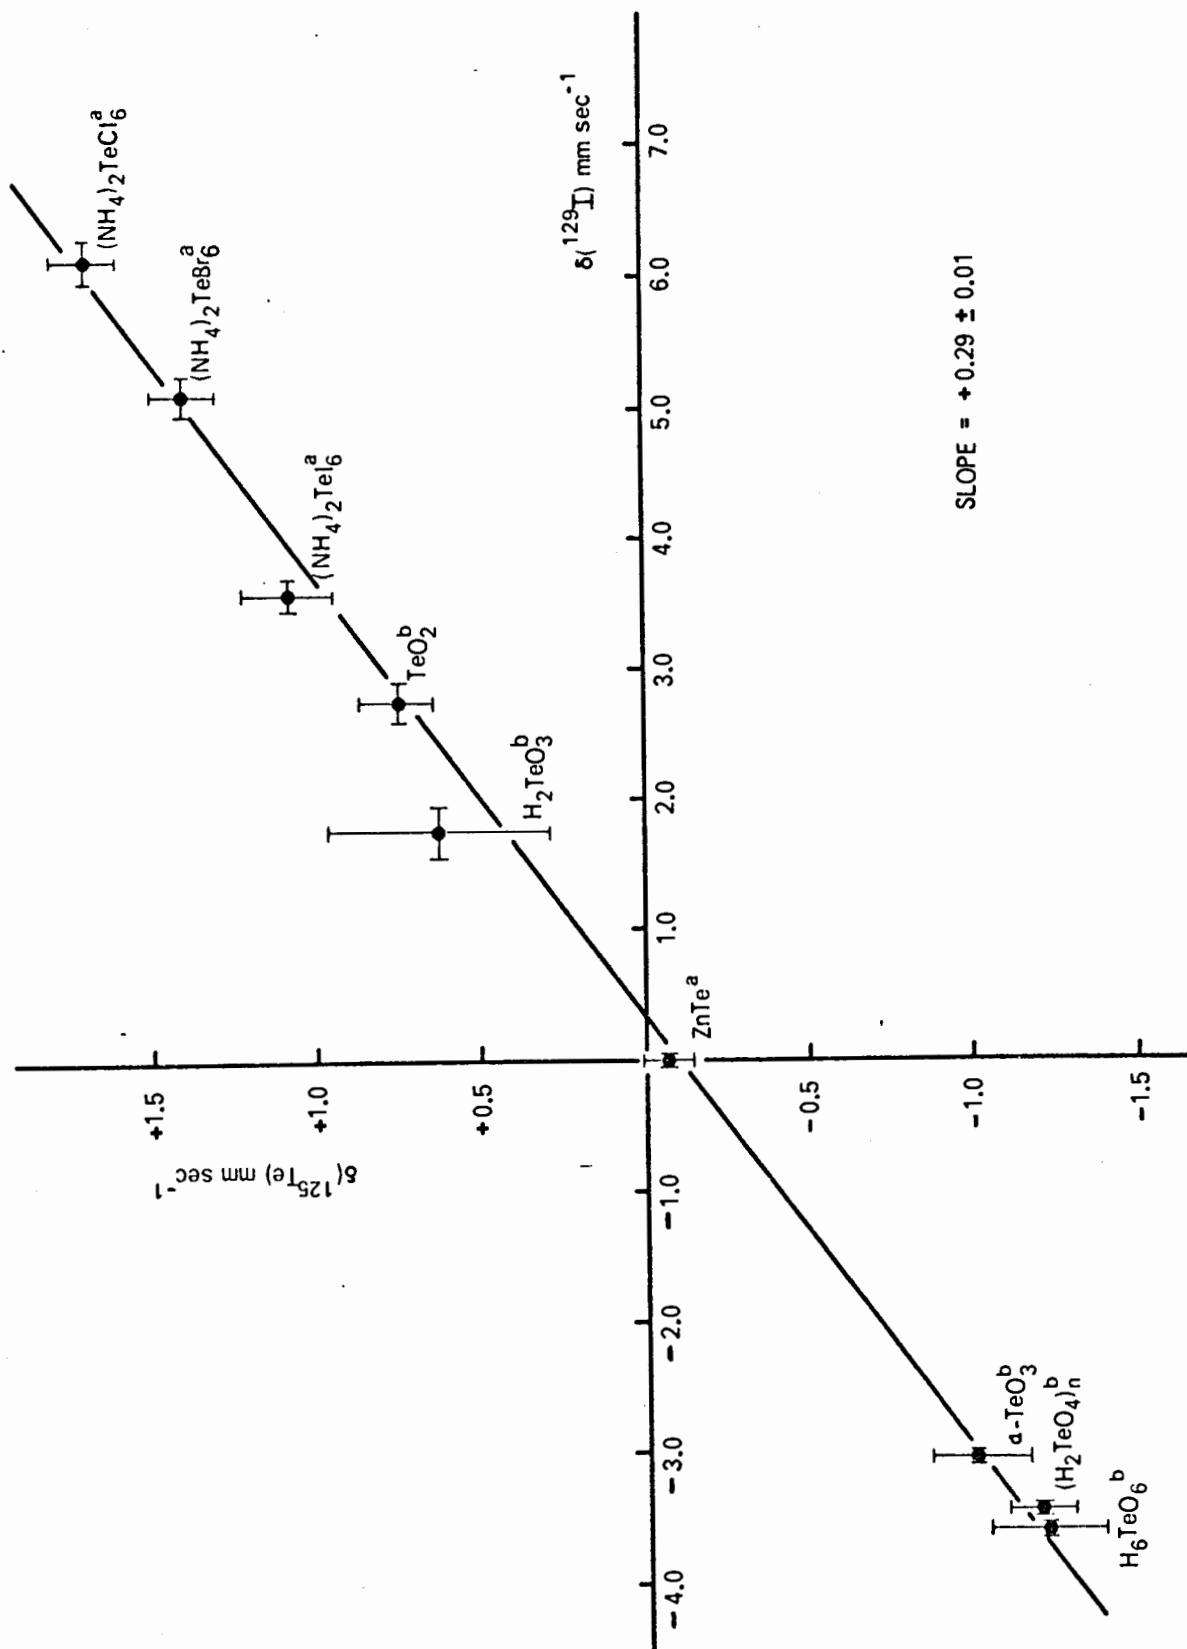 (NH4)2TeCl6a
(NH4)2TeBr6a
(NH4)2TeI6a
TeO2b
H2TeO3b
ZnTea
α-TeO3b
(H2TeO4)nb
H6TeO6b
δ(125Te) mm sec-1
+1.5
+1.0
+0.5
-0.5
-1.0
-1.5
δ(129I) mm sec-1
-4.0
-3.0
-2.0
-1.0
1.0
2.0
3.0
4.0
5.0
6.0
7.0
SLOPE = +0.29 ± 0.01